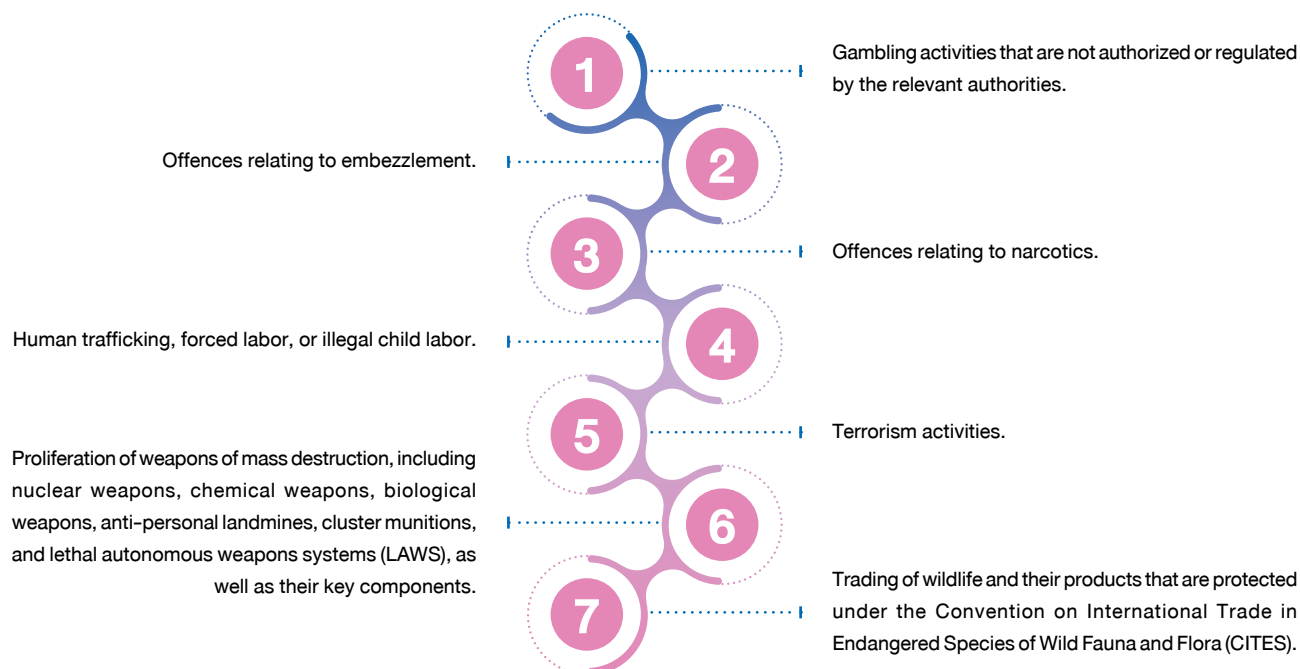 1
Gambling activities that are not authorized or regulated
by the relevant authorities.
2
Offences relating to embezzlement.
3
Offences relating to narcotics.
4
Human trafficking, forced labor, or illegal child labor.
5
Terrorism activities.
6
Proliferation of weapons of mass destruction, including
nuclear weapons, chemical weapons, biological
weapons, anti-personal landmines, cluster munitions,
and lethal autonomous weapons systems (LAWS), as
well as their key components.
7
Trading of wildlife and their products that are protected
under the Convention on International Trade in
Endangered Species of Wild Fauna and Flora (CITES).